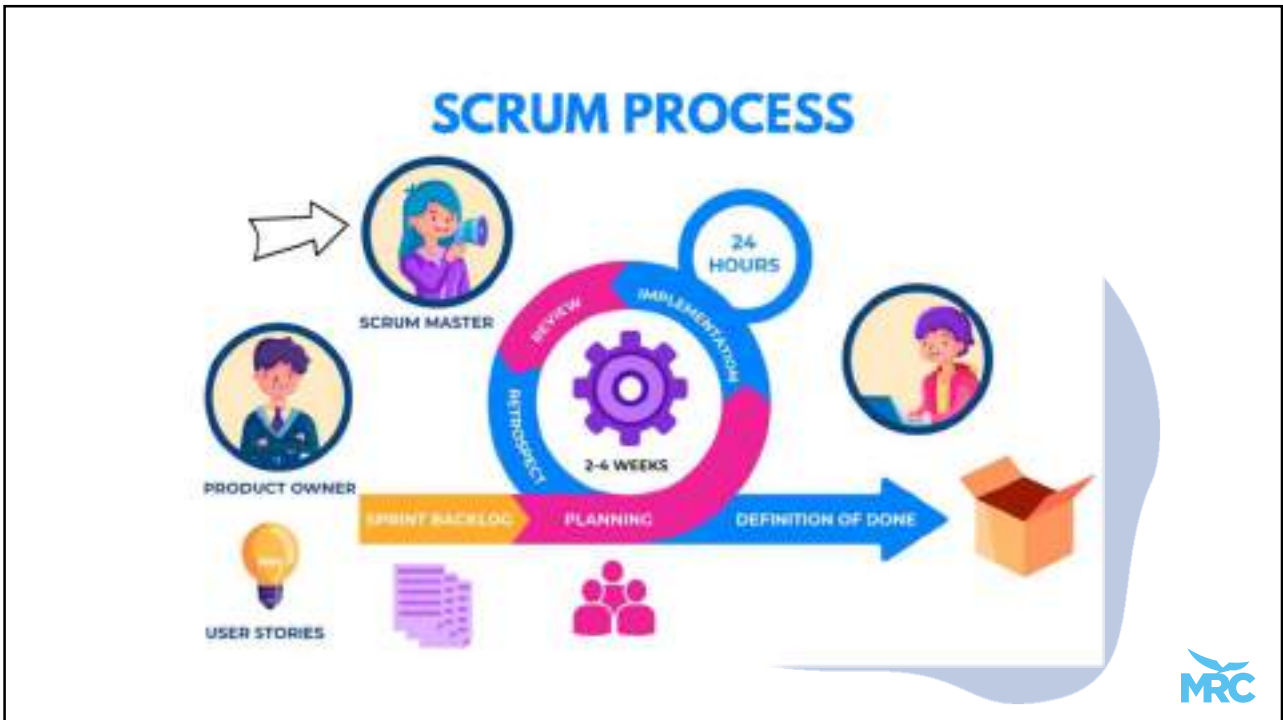 SCRUM PROCESS
24
HOURS
SCRUM MASTER
REVIEW
IMPLEMENTATION
RETROSPECT
2-4 WEEKS
PRODUCT OWNER
SPRINT BACKLOG
PLANNING
DEFINITION OF DONE
USER STORIES
MRC